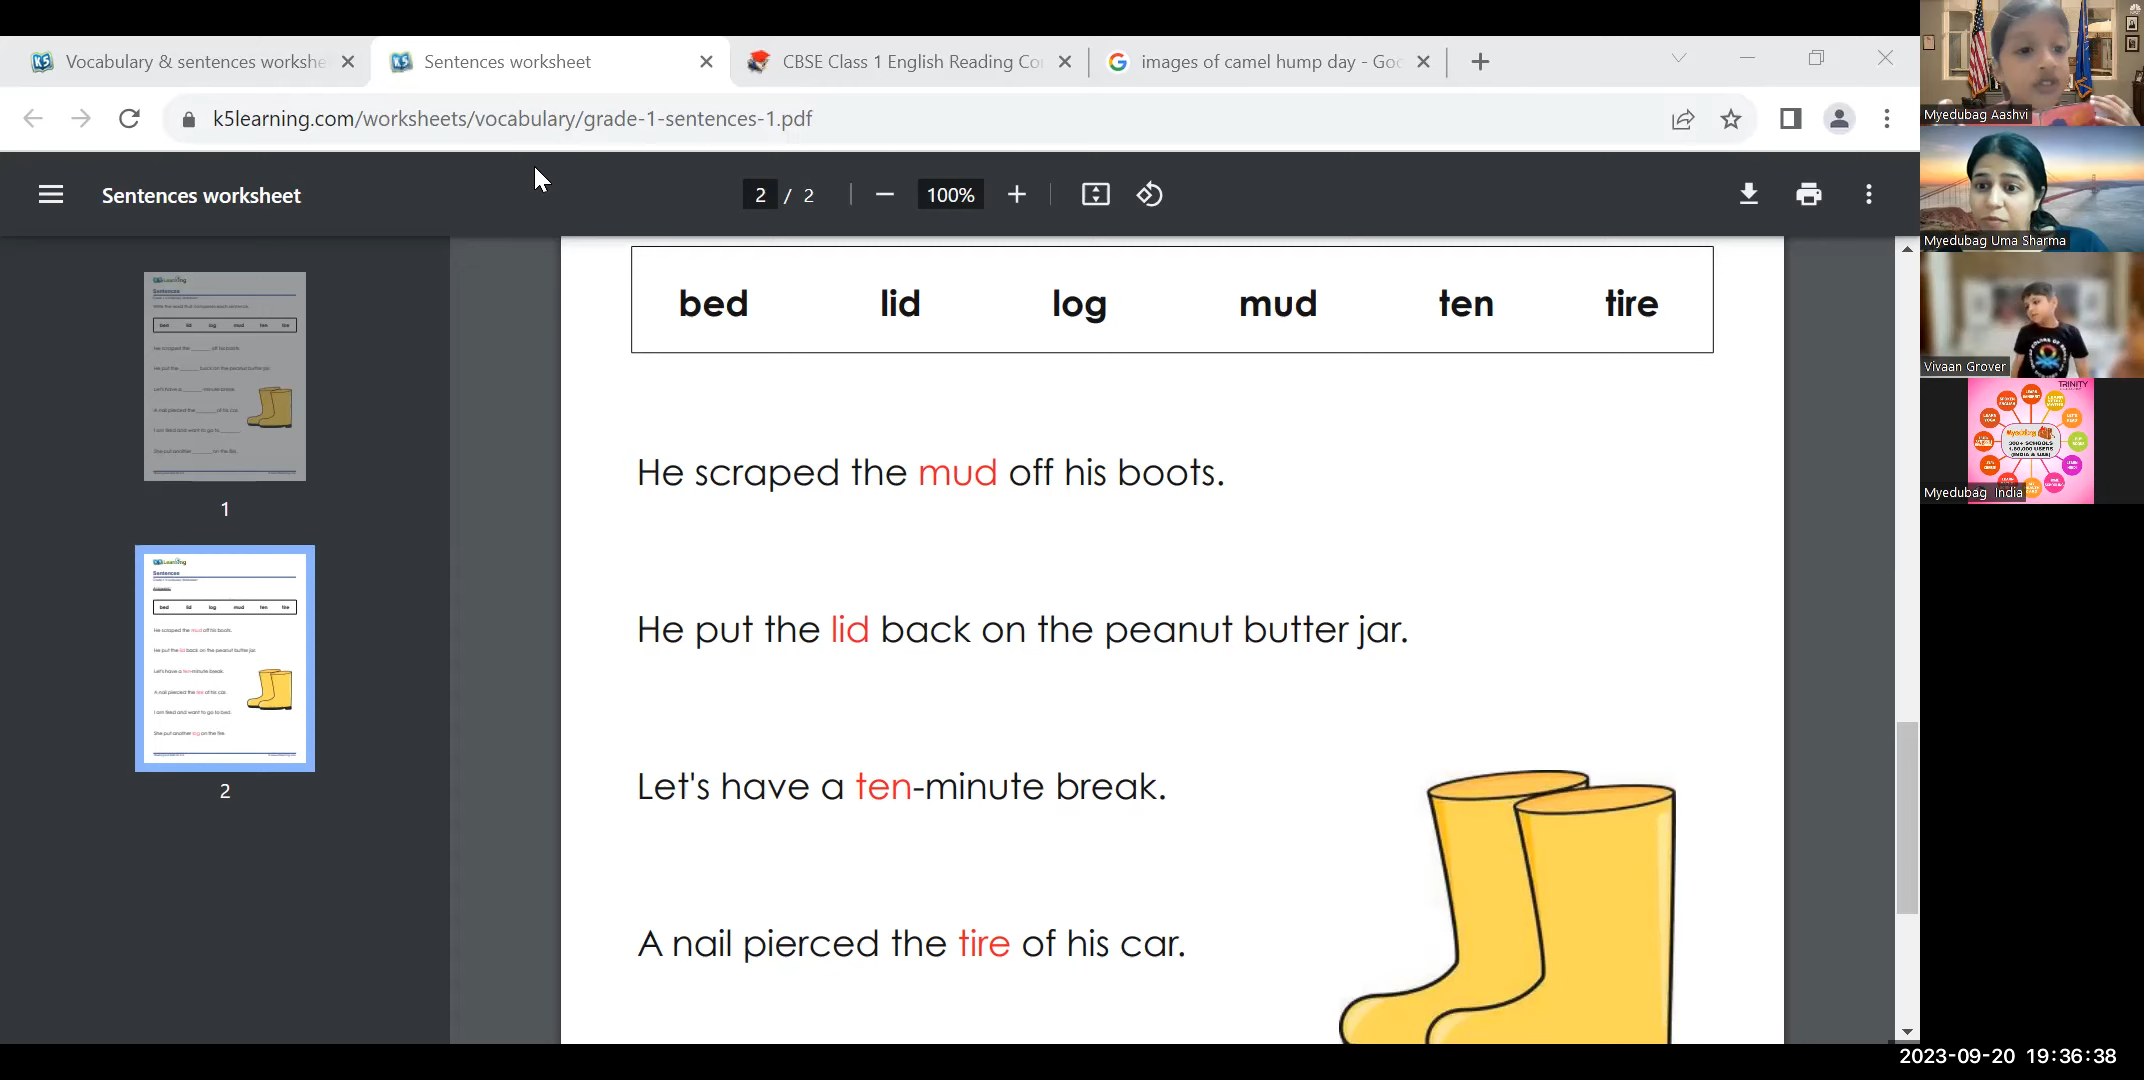 Vocabulary & sentences workshe
Sentences worksheet
CBSE Class 1 English Reading Co
images of camel hump day - Goo
k5learning.com/worksheets/vocabulary/grade-1-sentences-1.pdf
Sentences worksheet
2 / 2
100%
1
2
bed lid log mud ten tire
He scraped the mud off his boots.
He put the lid back on the peanut butter jar.
Let's have a ten-minute break.
A nail pierced the tire of his car.
Myedubag Aashvi
Myedubag Uma Sharma
Vivaan Grover
TRINITY
Myedubag India
2023-09-20 19:36:38